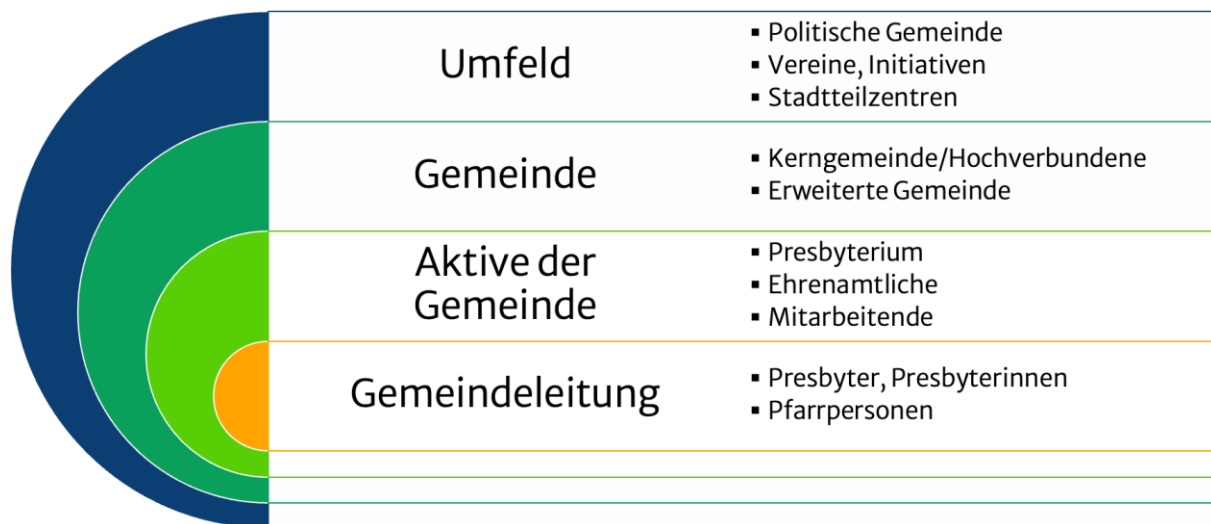 Umfeld
▪ Politische Gemeinde
▪ Vereine, Initiativen
▪ Stadtteilzentren
Gemeinde
▪ Kerngemeinde/Hochverbundene
▪ Erweiterte Gemeinde
Aktive der
Gemeinde
▪ Presbyterium
▪ Ehrenamtliche
▪ Mitarbeitende
Gemeindeleitung
▪ Presbyter, Presbyterinnen
▪ Pfarrpersonen